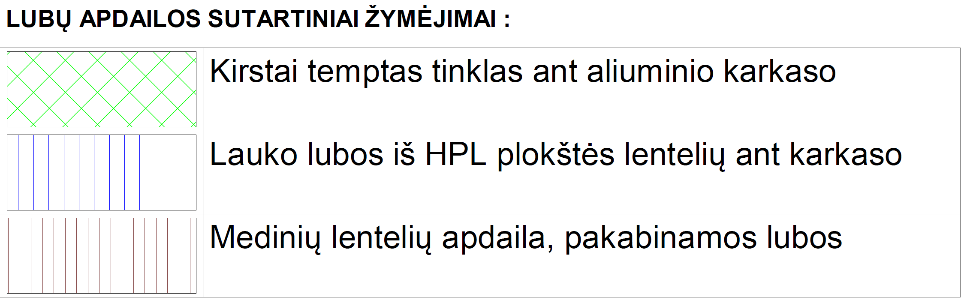 LUBŲ APDAILOS SUTARTINIAI ŽYMĖJIMAI :
Kirstai temptas tinklas ant aliuminio karkaso
Lauko lubos iš HPL plokštės lentelių ant karkaso
Medinių lentelių apdaila, pakabinamos lubos